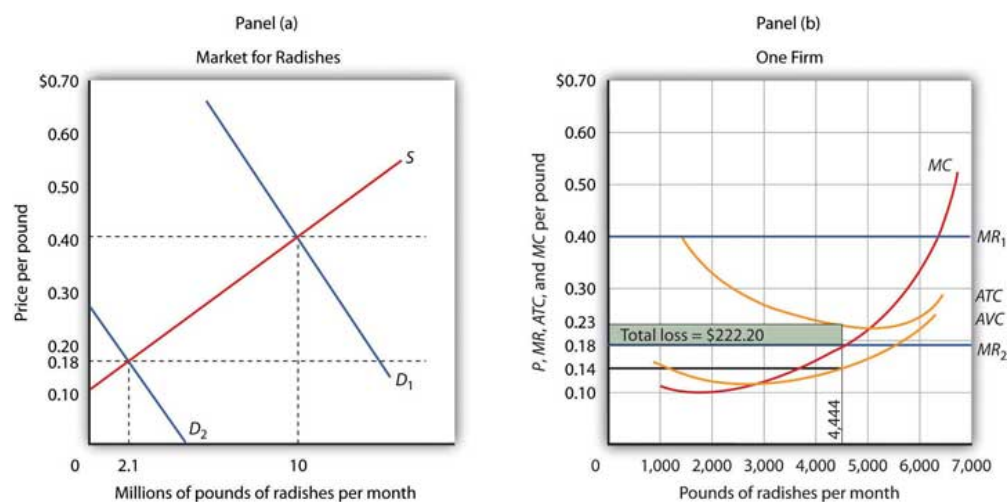 Panel (a)
Market for Radishes
Price per pound
$0.70
0.60
0.50
0.40
0.30
0.20
0.18
0.10
0
2.1
10
S
D1
D2
Millions of pounds of radishes per month
Panel (b)
One Firm
P, MR, ATC, and MC per pound
$0.70
0.60
0.50
0.40
0.30
0.23
0.18
0.14
0.10
MC
MR1
ATC
AVC
MR2
Total loss = $222.20
4,444
0
1,000
2,000
3,000
4,000
5,000
6,000
7,000
Pounds of radishes per month